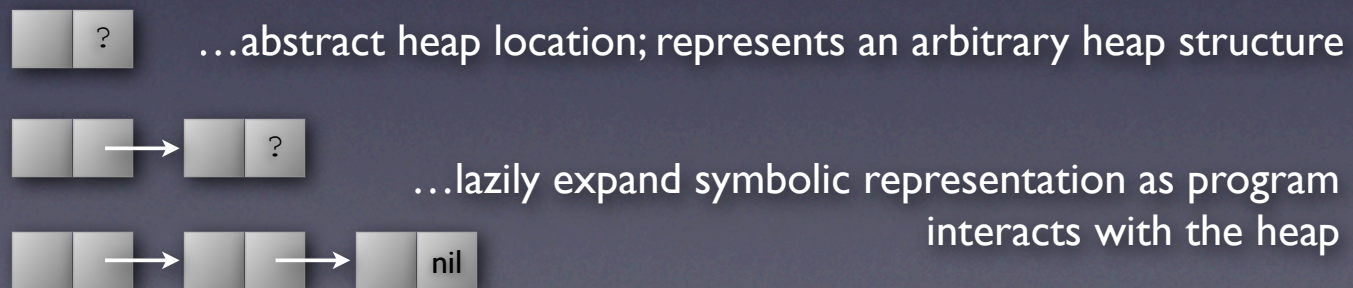 ? …abstract heap location; represents an arbitrary heap structure
?
…lazily expand symbolic representation as program
interacts with the heap
nil